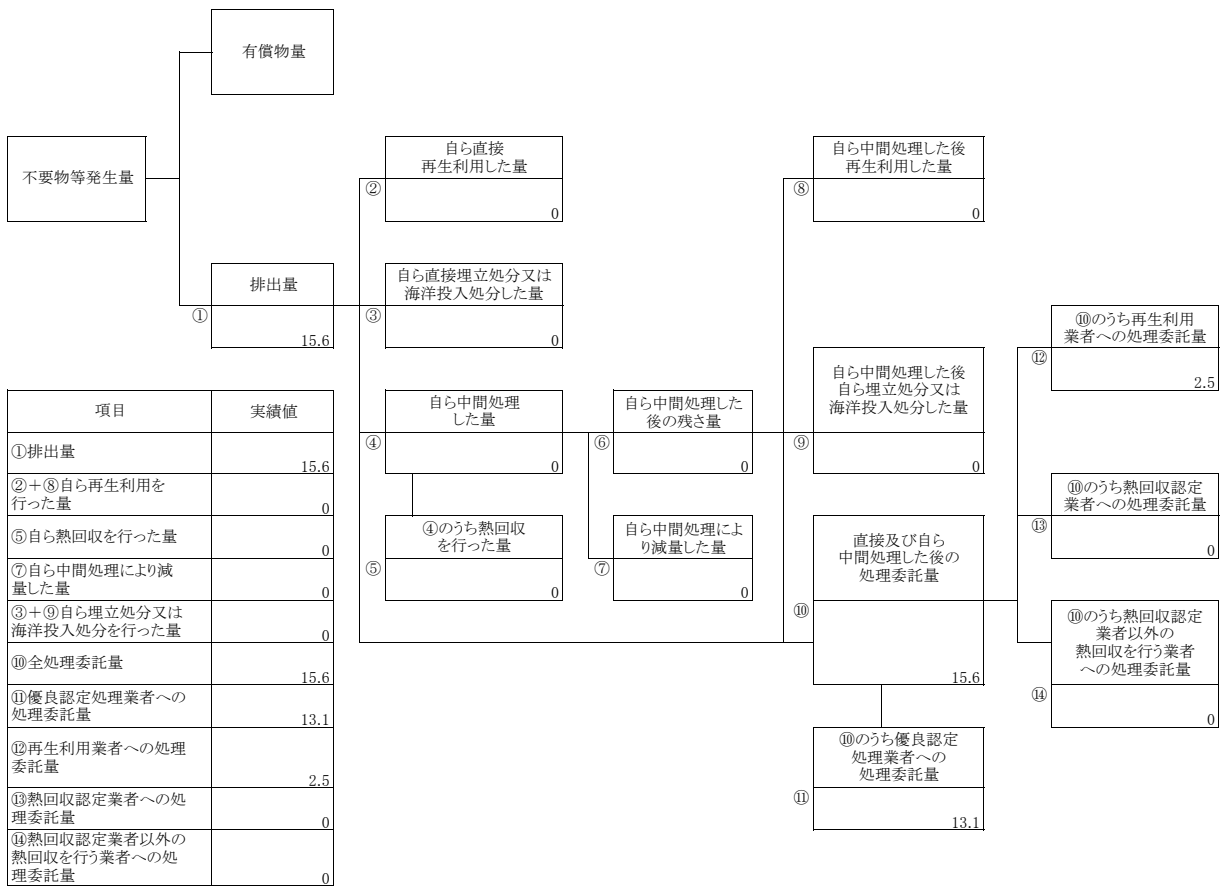 有償物量
不要物等発生量
自ら直接
再生利用した量
②
0
自ら中間処理した後
再生利用した量
⑧
0
排出量
①
15.6
自ら直接埋立処分又は
海洋投入処分した量
③
0
⑩のうち再生利用
業者への処理委託量
⑫
2.5
自ら中間処理
した量
④
0
自ら中間処理した
後の残さ量
⑥
0
自ら中間処理した後
自ら埋立処分又は
海洋投入処分した量
⑨
0
⑩のうち熱回収認定
業者への処理委託量
⑬
0
④のうち熱回収
を行った量
⑤
0
自ら中間処理によ
り減量した量
⑦
0
直接及び自ら
中間処理した後の
処理委託量
⑩
15.6
⑩のうち熱回収認定
業者以外の
熱回収を行う業者
への処理委託量
⑭
0
⑩のうち優良認定
処理業者への
処理委託量
⑪
13.1
項目
実績値
①排出量
15.6
②+⑧自ら再生利用を
行った量
0
⑤自ら熱回収を行った量
0
⑦自ら中間処理により減
量した量
0
③+⑨自ら埋立処分又は
海洋投入処分を行った量
0
⑩全処理委託量
15.6
⑪優良認定処理業者への
処理委託量
13.1
⑫再生利用業者への処理
委託量
2.5
⑬熱回収認定業者への処
理委託量
0
⑭熱回収認定業者以外の
熱回収を行う業者への処
理委託量
0